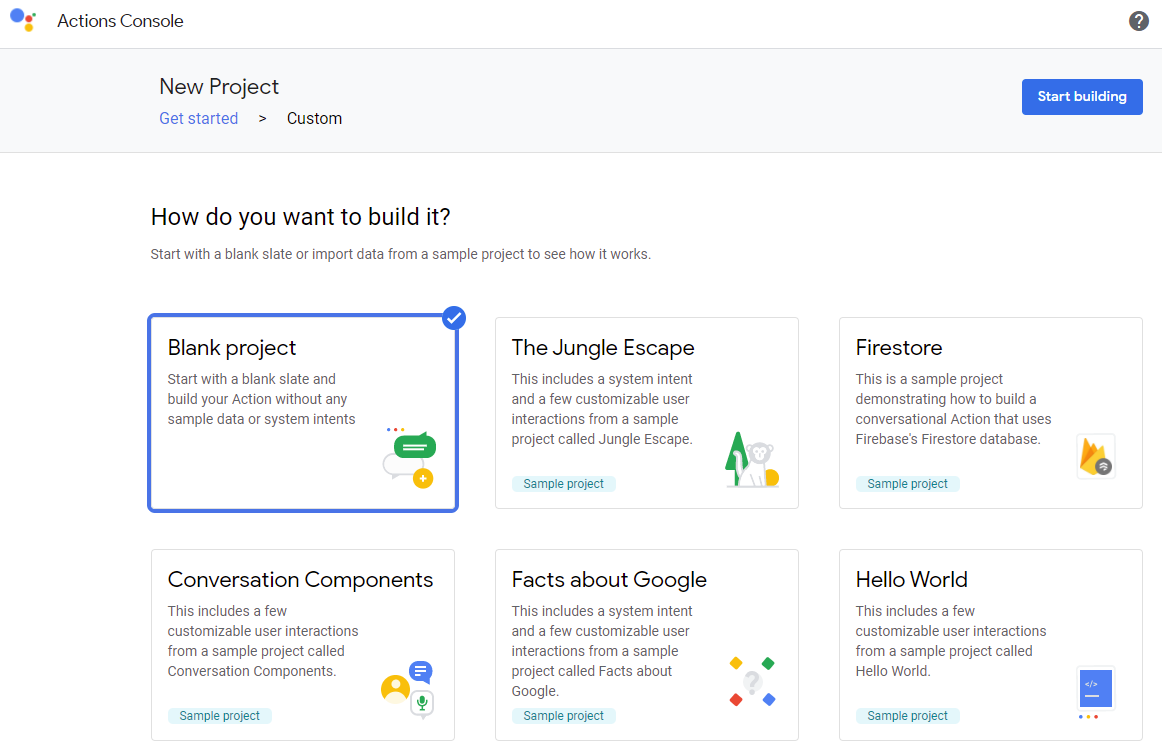 Actions Console
New Project
Start building
Get started > Custom
How do you want to build it?
Start with a blank slate or import data from a sample project to see how it works.
Blank project
Start with a blank slate and
build your Action without any
sample data or system intents
The Jungle Escape
This includes a system intent
and a few customizable user
interactions from a sample
project called Jungle Escape.
Sample project
Firestore
This is a sample project
demonstrating how to build a
conversational Action that uses
Firebase's Firestore database.
Sample project
Conversation Components
This includes a few
customizable user interactions
from a sample project called
Conversation Components.
Sample project
Facts about Google
This includes a system intent
and a few customizable user
interactions from a sample
project called Facts about
Google.
Sample project
Hello World
This includes a few
customizable user interactions
from a sample project called
Hello World.
Sample project